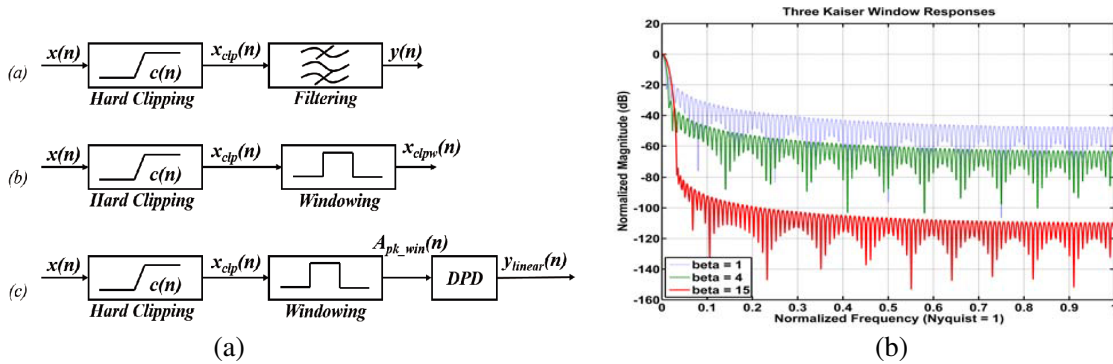 (a)
x(n)
c(n)
x_clp(n)
y(n)
Hard Clipping
Filtering
(b)
x(n)
c(n)
x_clp(n)
x_clpw(n)
Hard Clipping
Windowing
(c)
x(n)
c(n)
x_clp(n)
A_pk_win(n)
DPD
y_linear(n)
Hard Clipping
Windowing
(a)
Three Kaiser Window Responses
Normalized Magnitude (dB)
20
0
-20
-40
-60
-80
-100
-120
-140
-160
beta = 1
beta = 4
beta = 15
0 0.1 0.2 0.3 0.4 0.5 0.6 0.7 0.8 0.9 1
Normalized Frequency (Nyquist = 1)
(b)